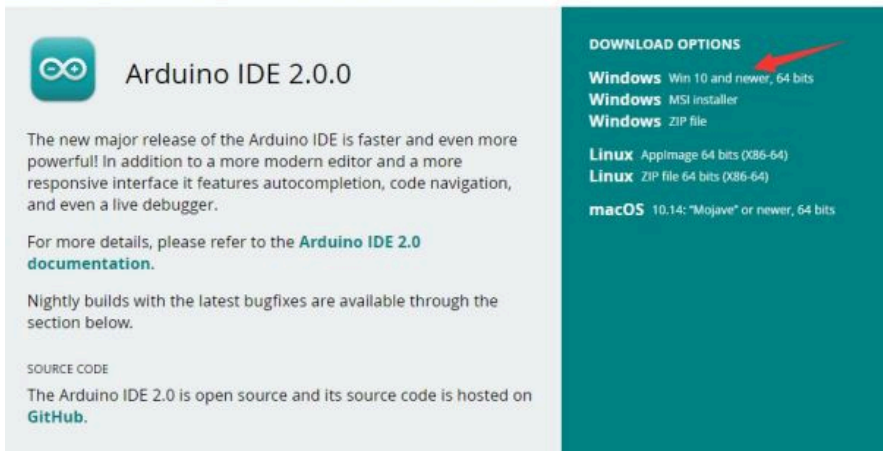 Arduino IDE 2.0.0
The new major release of the Arduino IDE is faster and even more
powerful! In addition to a more modern editor and a more
responsive interface it features autocompletion, code navigation,
and even a live debugger.
For more details, please refer to the Arduino IDE 2.0
documentation.
Nightly builds with the latest bugfixes are available through the
section below.
SOURCE CODE
The Arduino IDE 2.0 is open source and its source code is hosted on
GitHub.
DOWNLOAD OPTIONS
Windows Win 10 and newer, 64 bits
Windows MSI installer
Windows ZIP file
Linux AppImage 64 bits (X86-64)
Linux ZIP file 64 bits (X86-64)
macOS 10.14: "Mojave" or newer, 64 bits